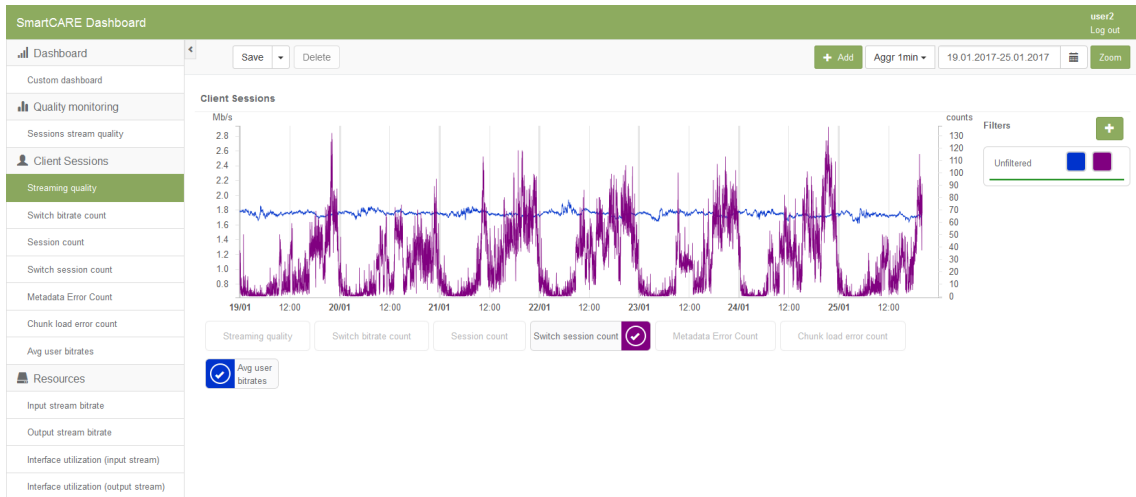 SmartCARE Dashboard
user2
Log out
Dashboard
Custom dashboard
Quality monitoring
Sessions stream quality
Client Sessions
Streaming quality
Switch bitrate count
Session count
Switch session count
Metadata Error Count
Chunk load error count
Avg user bitrates
Resources
Input stream bitrate
Output stream bitrate
Interface utilization (input stream)
Interface utilization (output stream)
Save Delete
Add Aggr 1min 19.01.2017-25.01.2017 Zoom
Client Sessions
Mb/s
2.8
2.6
2.4
2.2
2.0
1.8
1.6
1.4
1.2
1.0
0.8
counts
130
120
110
100
90
80
70
60
50
40
30
20
10
0
19/01 12:00 20/01 12:00 21/01 12:00 22/01 12:00 23/01 12:00 24/01 12:00 25/01 12:00
Filters
Unfiltered
Streaming quality Switch bitrate count Session count Switch session count Metadata Error Count Chunk load error count
Avg user
bitrates